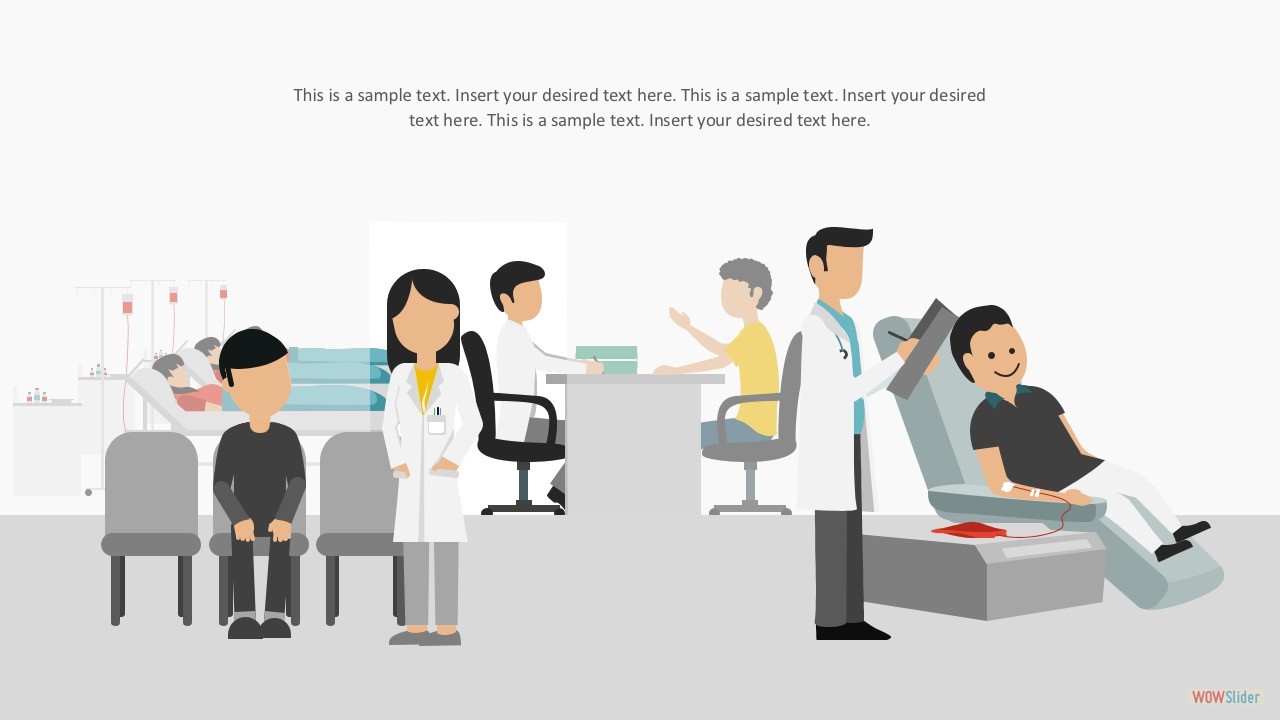 This is a sample text. Insert your desired text here. This is a sample text. Insert your desired
text here. This is a sample text. Insert your desired text here.
WOWSlider